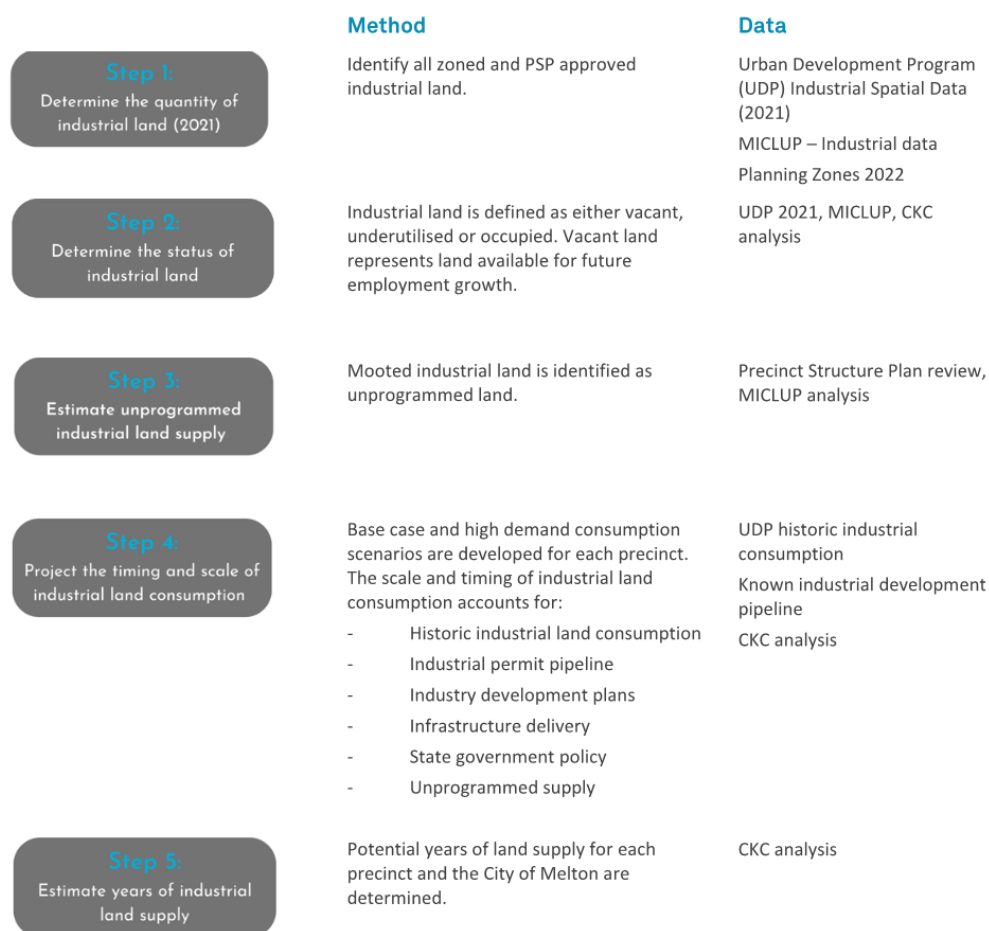 Method
Data
Step 1:
Determine the quantity of
industrial land (2021)
Identify all zoned and PSP approved
industrial land.
Urban Development Program
(UDP) Industrial Spatial Data
(2021)
MICLUP – Industrial data
Planning Zones 2022
Step 2:
Determine the status of
industrial land
Industrial land is defined as either vacant,
underutilised or occupied. Vacant land
represents land available for future
employment growth.
UDP 2021, MICLUP, CKC
analysis
Step 3:
Estimate unprogrammed
industrial land supply
Mooted industrial land is identified as
unprogrammed land.
Precinct Structure Plan review,
MICLUP analysis
Step 4:
Project the timing and scale of
industrial land consumption
Base case and high demand consumption
scenarios are developed for each precinct.
The scale and timing of industrial land
consumption accounts for:
- Historic industrial land consumption
- Industrial permit pipeline
- Industry development plans
- Infrastructure delivery
- State government policy
- Unprogrammed supply
UDP historic industrial
consumption
Known industrial development
pipeline
CKC analysis
Step 5:
Estimate years of industrial
land supply
Potential years of land supply for each
precinct and the City of Melton are
determined.
CKC analysis